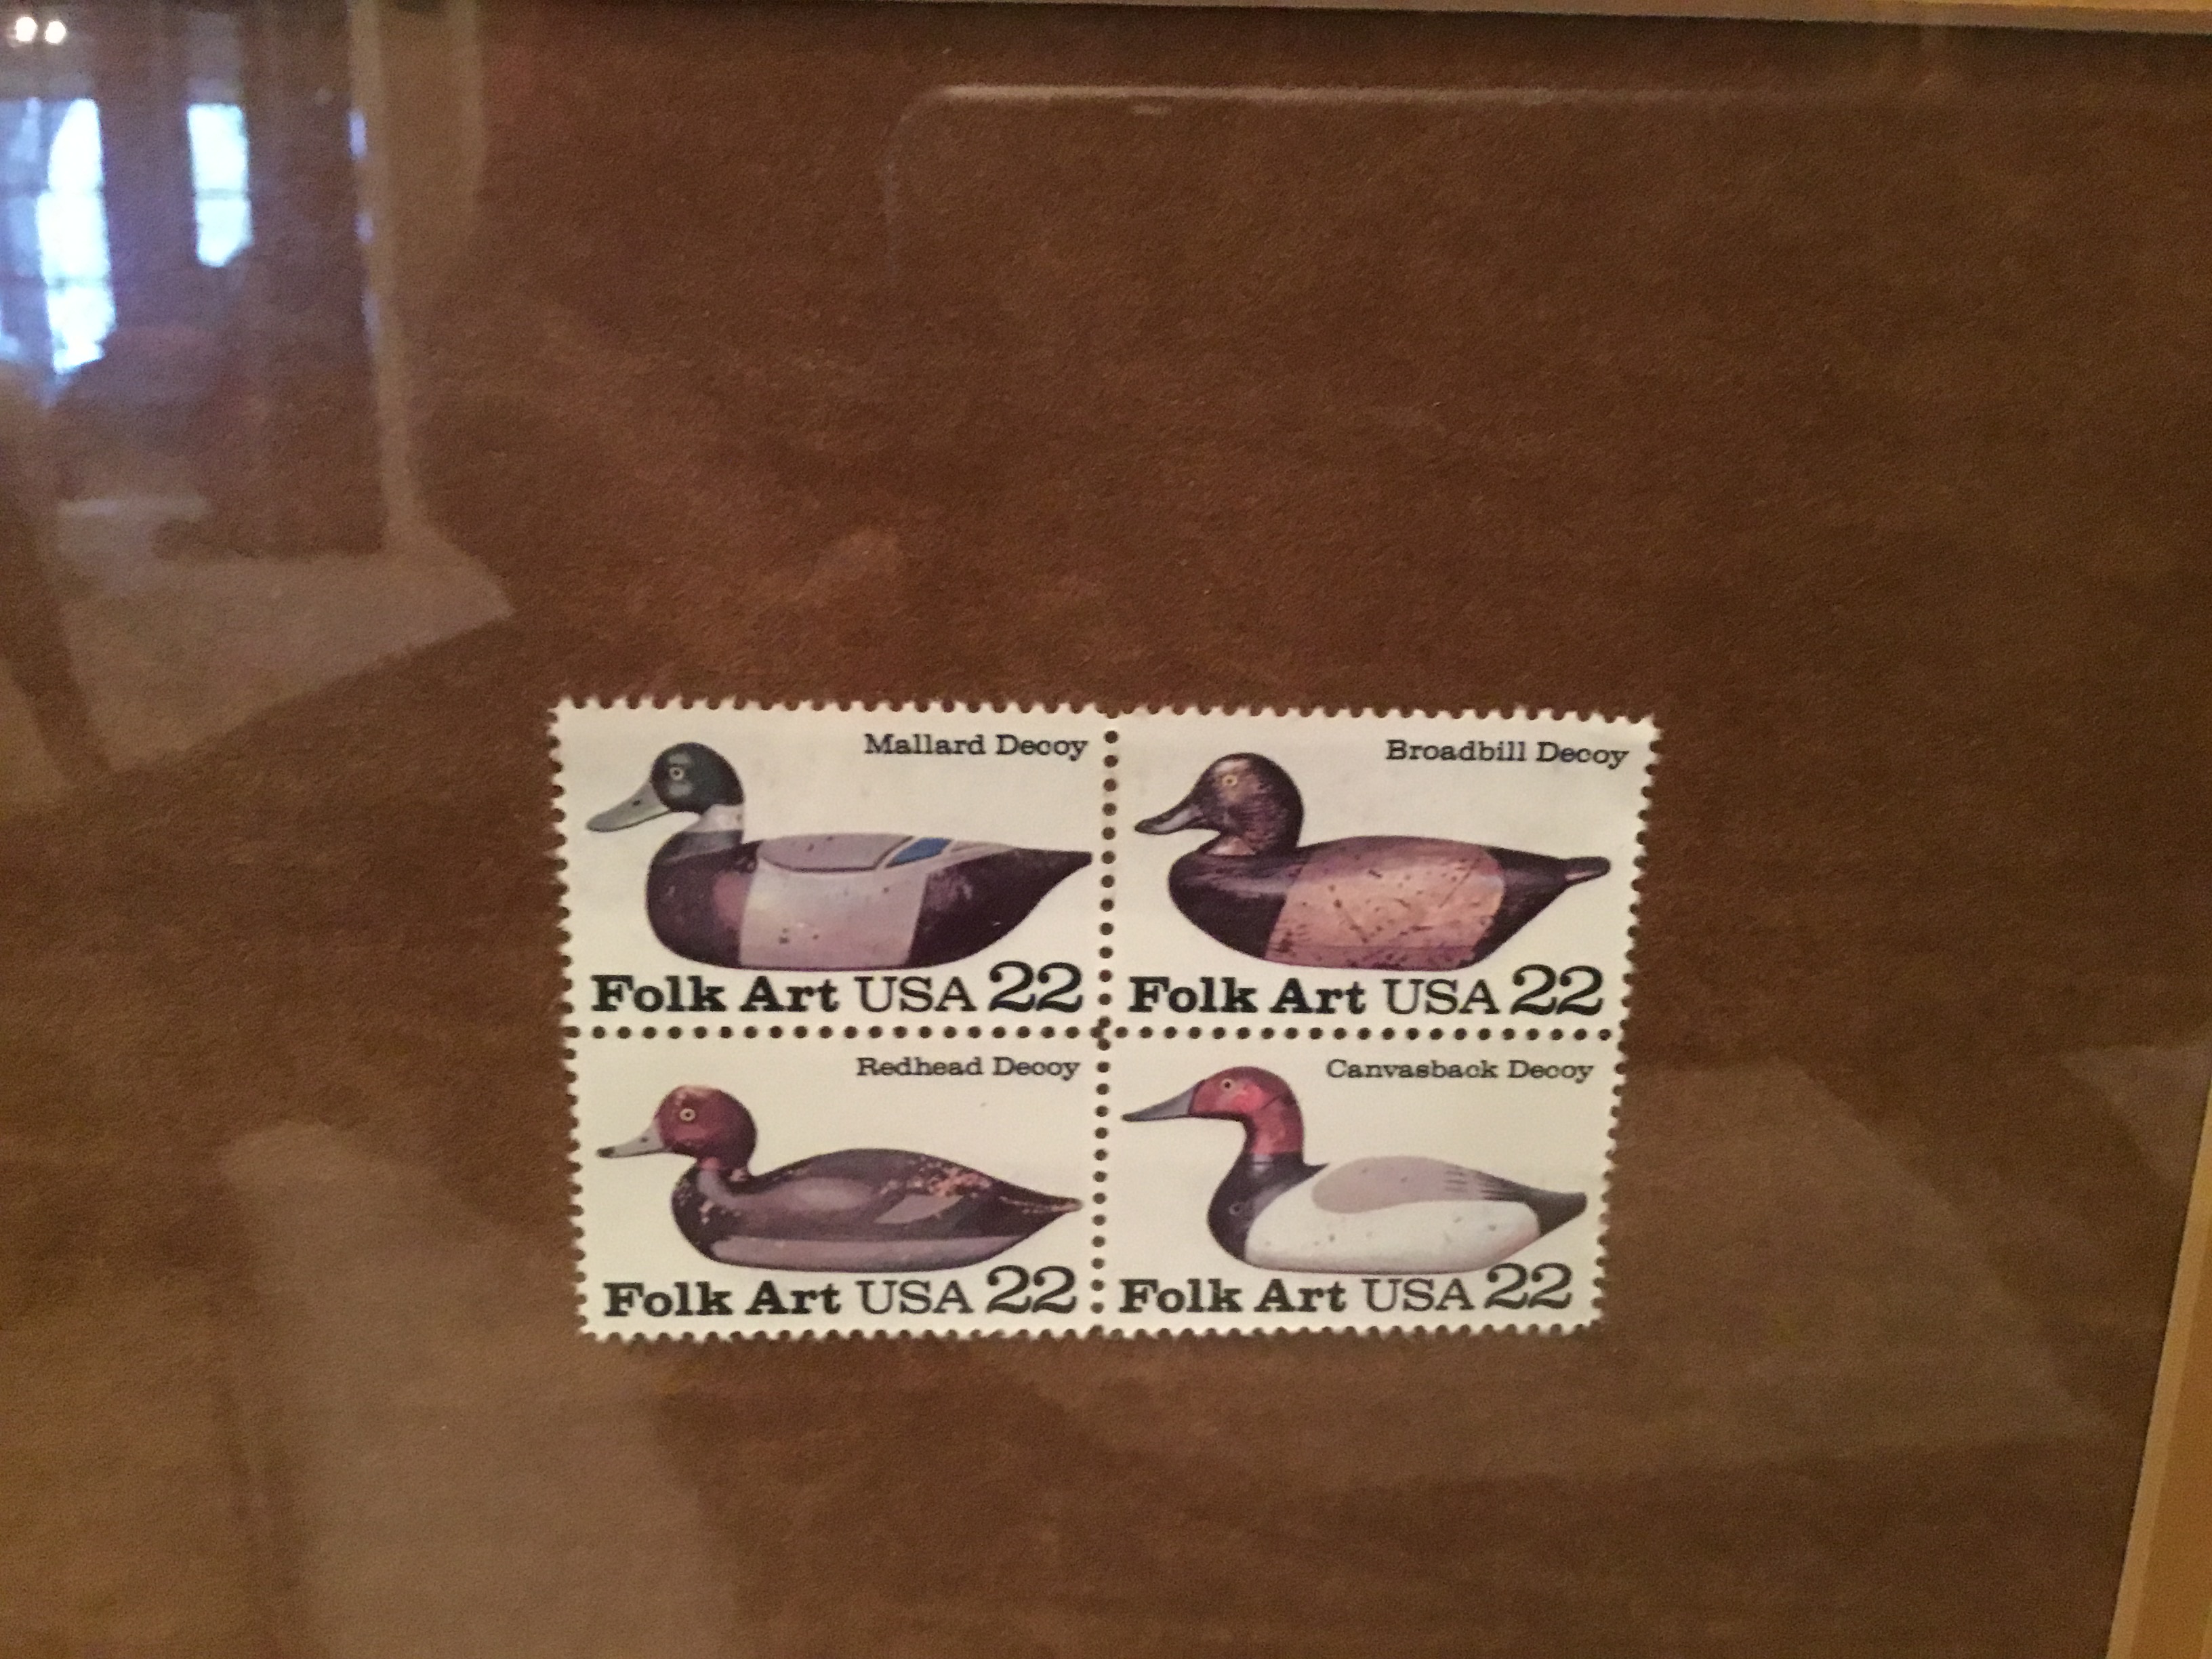 Mallard Decoy
Folk Art USA 22
Broadbill Decoy
Folk Art USA 22
Redhead Decoy
Folk Art USA 22
Canvasback Decoy
Folk Art USA 22